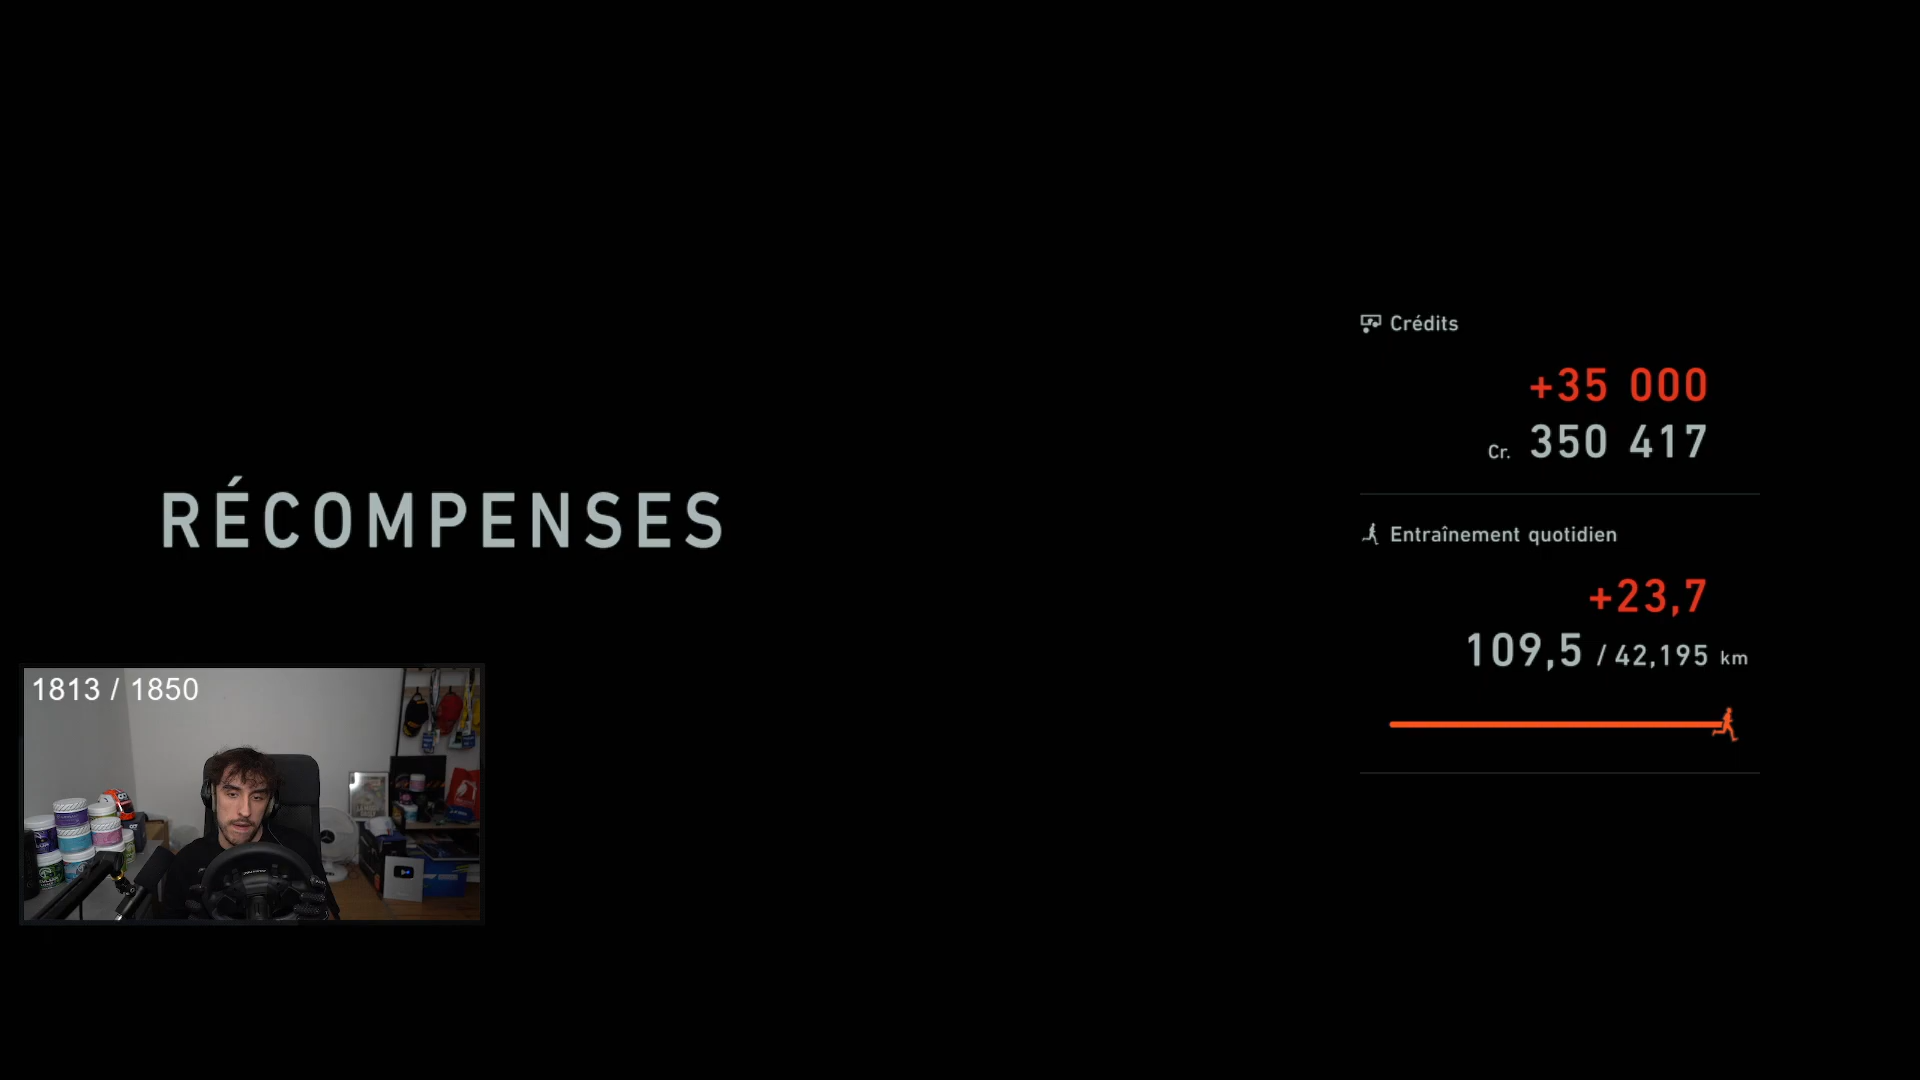 Crédits
+35 000
Cr. 350 417
RÉCOMPENSES
Entraînement quotidien
+23,7
109,5 / 42,195 km
1813 / 1850